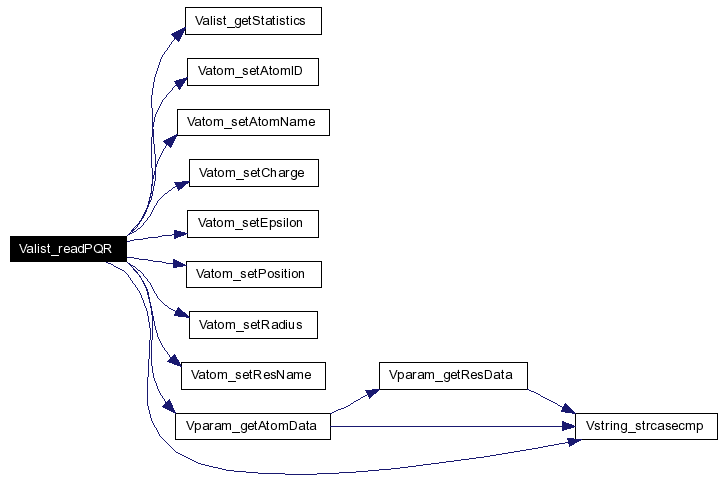 Valist_getStatistics
Vatom_setAtomID
Vatom_setAtomName
Vatom_setCharge
Vatom_setEpsilon
Valist_readPQR
Vatom_setPosition
Vatom_setRadius
Vatom_setResName
Vparam_getResData
Vparam_getAtomData
Vstring_strcasecmp